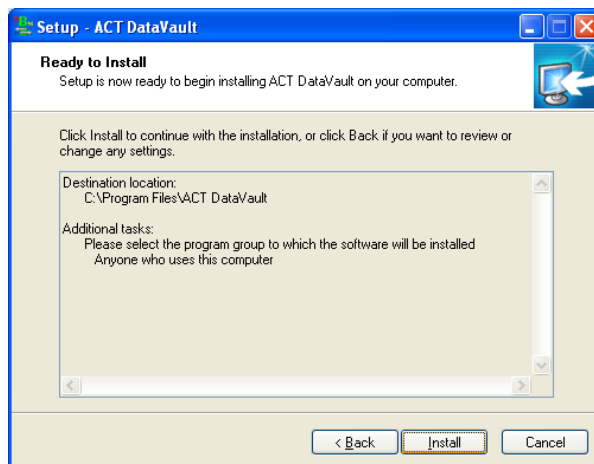 Setup - ACT DataVault
Ready to Install
Setup is now ready to begin installing ACT DataVault on your computer.
Click Install to continue with the installation, or click Back if you want to review or
change any settings.
Destination location:
C:\Program Files\ACT DataVault
Additional tasks:
Please select the program group to which the software will be installed
Anyone who uses this computer
< Back
Install
Cancel